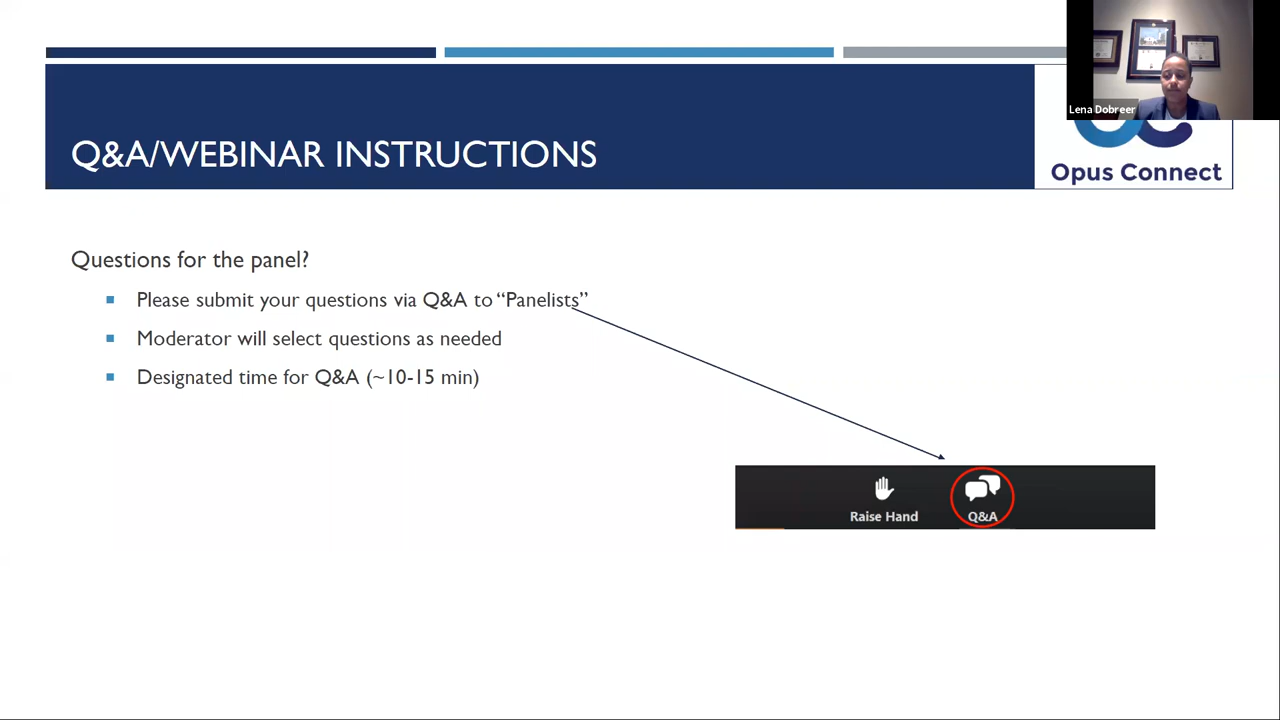 Lena Dobreer
Q&A/WEBINAR INSTRUCTIONS
Opus Connect
Questions for the panel?
Please submit your questions via Q&A to “Panelists”
Moderator will select questions as needed
Designated time for Q&A (~10-15 min)
Raise Hand
Q&A